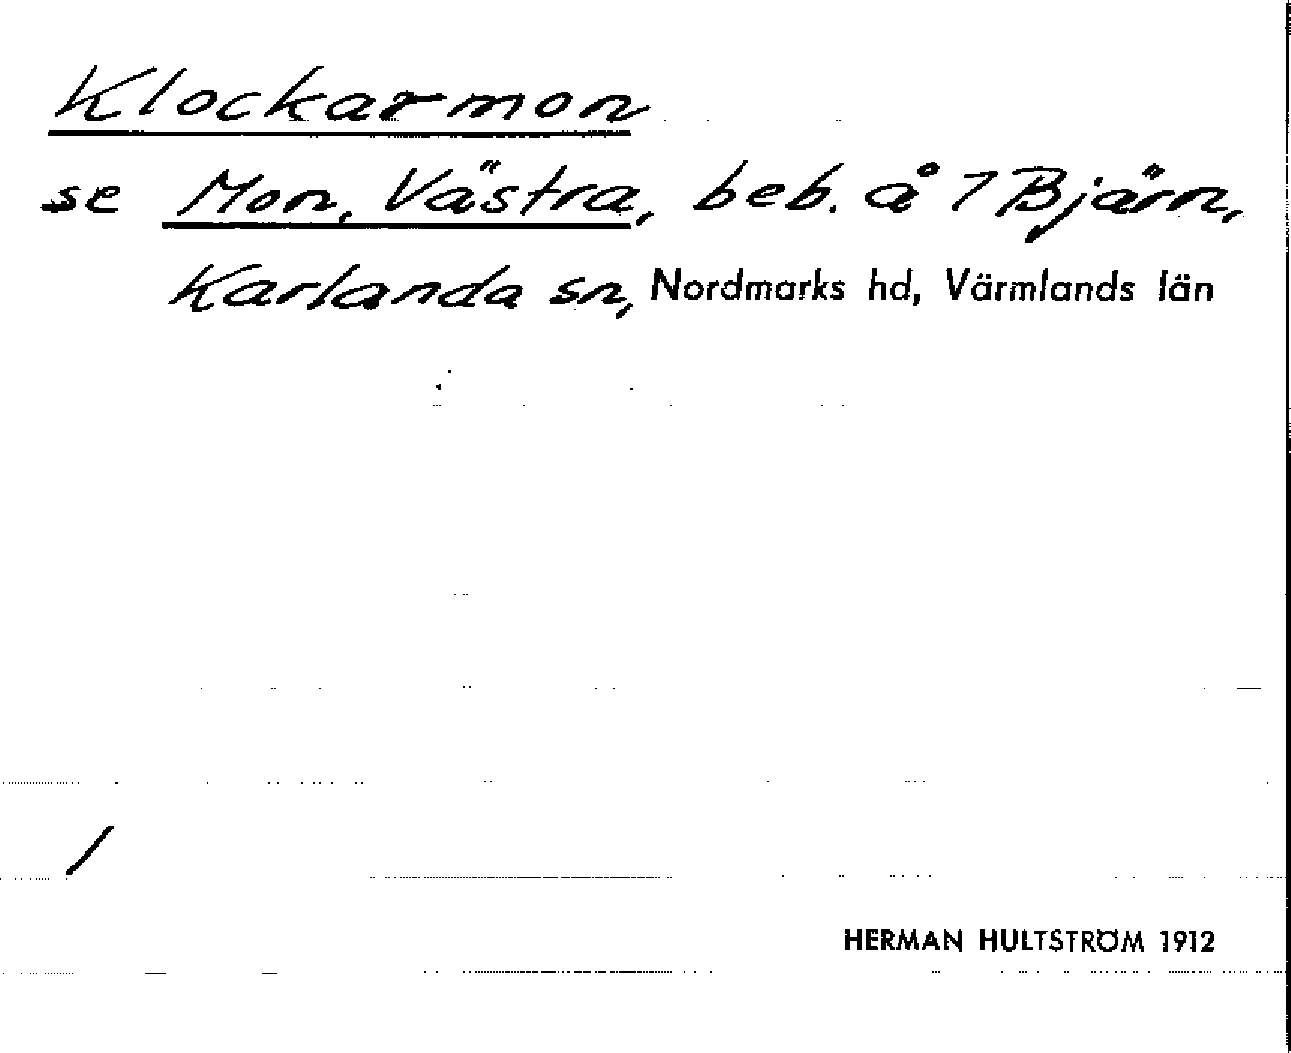 Klockarmon
se Mon, Västra, beb. å 7 Bjärn,
Karlanda sn, Nordmarks hd, Värmlands län
/
HERMAN HULTSTRÖM 1912